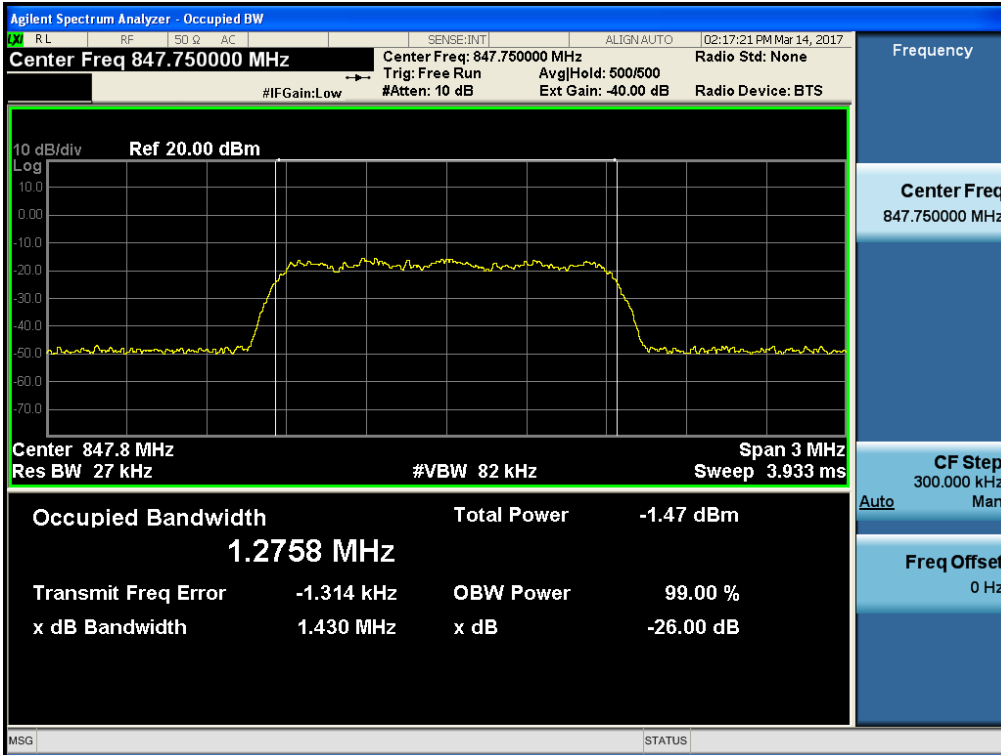 Agilent Spectrum Analyzer - Occupied BW
LXI RL RF 50 Ω AC SENSE:INT ALIGN AUTO 02:17:21 PM Mar 14, 2017
Center Freq 847.750000 MHz
Center Freq: 847.750000 MHz Radio Std: None
Trig: Free Run Avg|Hold: 500/500
#IFGain:Low #Atten: 10 dB Ext Gain: -40.00 dB Radio Device: BTS
10 dB/div Ref 20.00 dBm
Log
10.0
0.00
-10.0
-20.0
-30.0
-40.0
-50.0
-60.0
-70.0
Center 847.8 MHz Span 3 MHz
Res BW 27 kHz #VBW 82 kHz Sweep 3.933 ms
Occupied Bandwidth Total Power -1.47 dBm
1.2758 MHz
Transmit Freq Error -1.314 kHz OBW Power 99.00 %
x dB Bandwidth 1.430 MHz x dB -26.00 dB
MSG STATUS
Frequency
Center Freq
847.750000 MHz
CF Step
300.000 kHz
Auto Man
Freq Offset
0 Hz